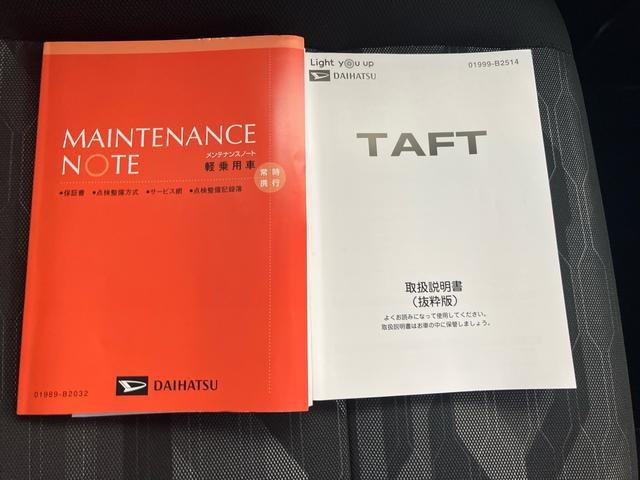 MAINTENANCE
NOTE
メンテナンスノート
軽乗用車
常時
携行
●保証書 ●点検整備方式 ●サービス網 ●点検整備記録簿
01989-B2032
DAIHATSU
Light you up
DAIHATSU
01999-B2514
TAFT
取扱説明書
（抜粋版）
よくお読みになって使用してください。
取扱説明書はお車の中に保管しましょう。